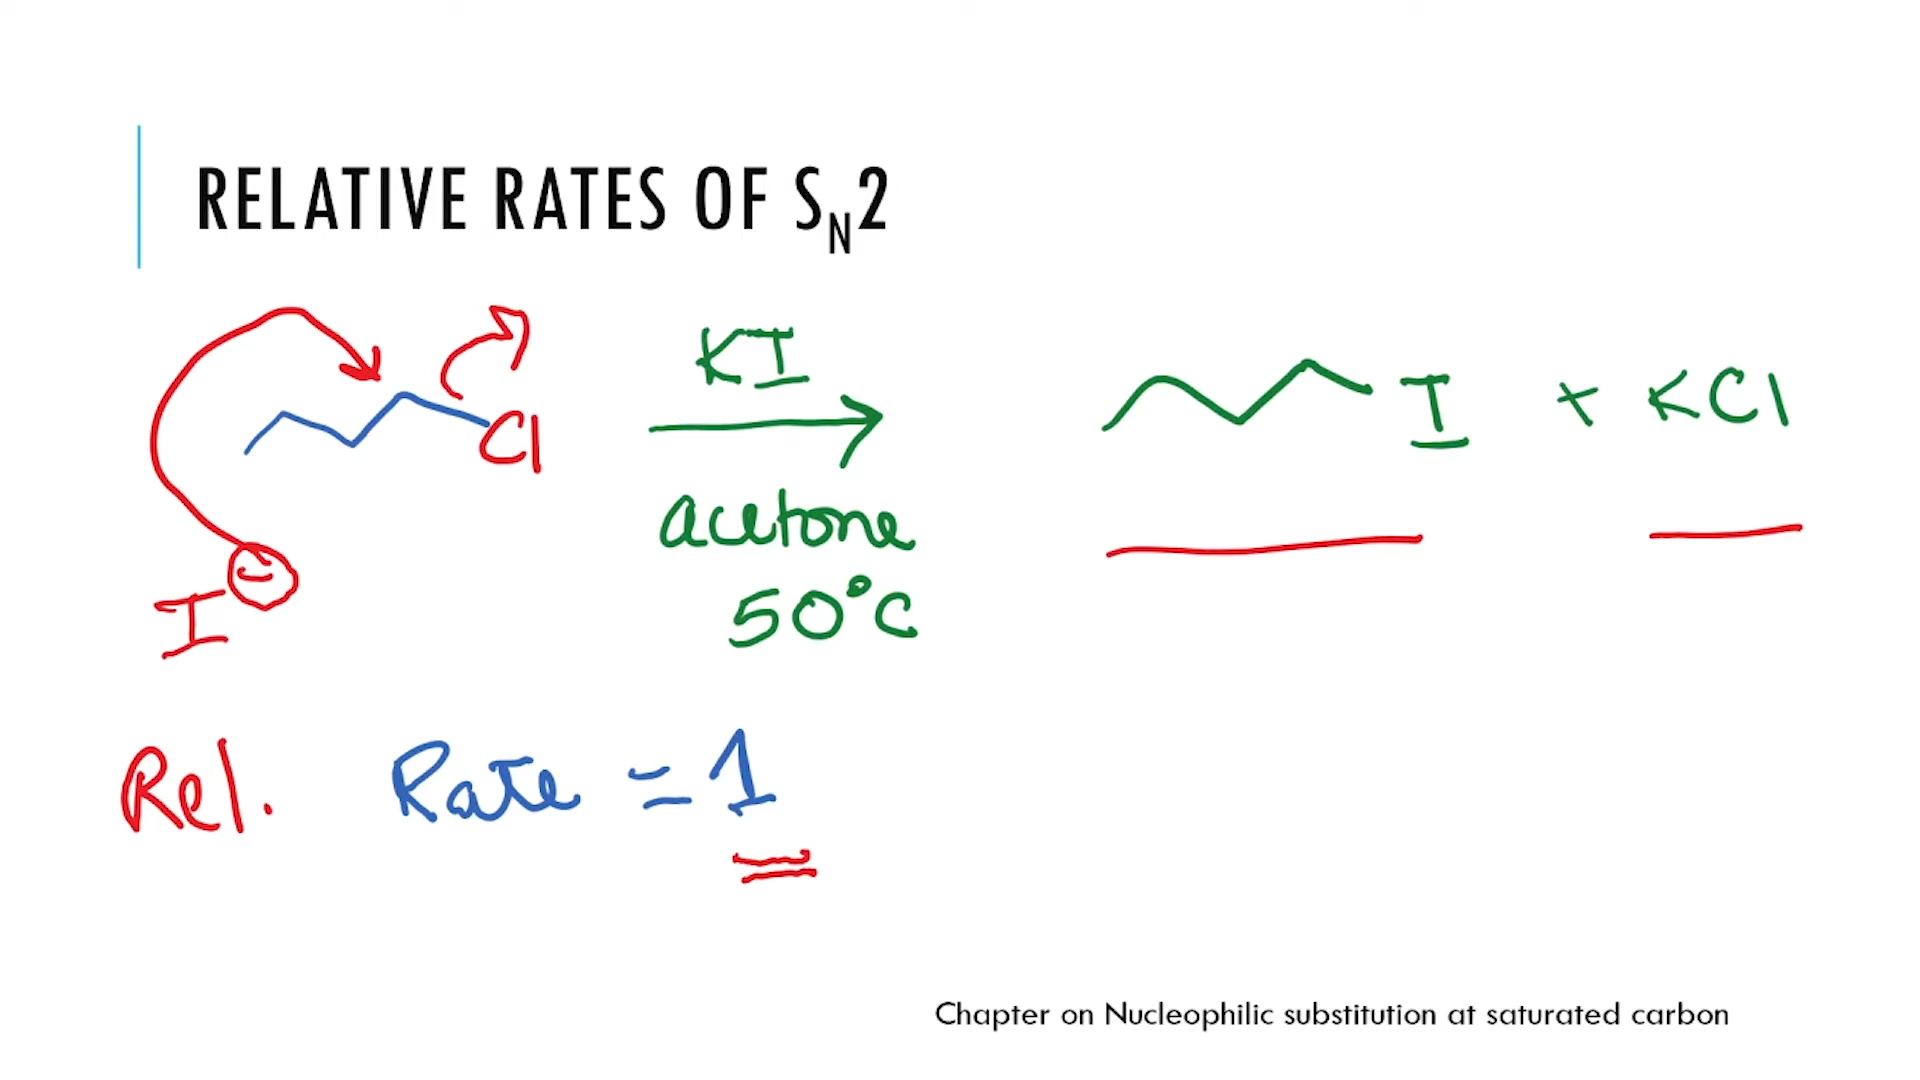 RELATIVE RATES OF SN2
KI
Cl
I + KCl
acetone
50°C
I⊖
Rel. Rate = 1
Chapter on Nucleophilic substitution at saturated carbon